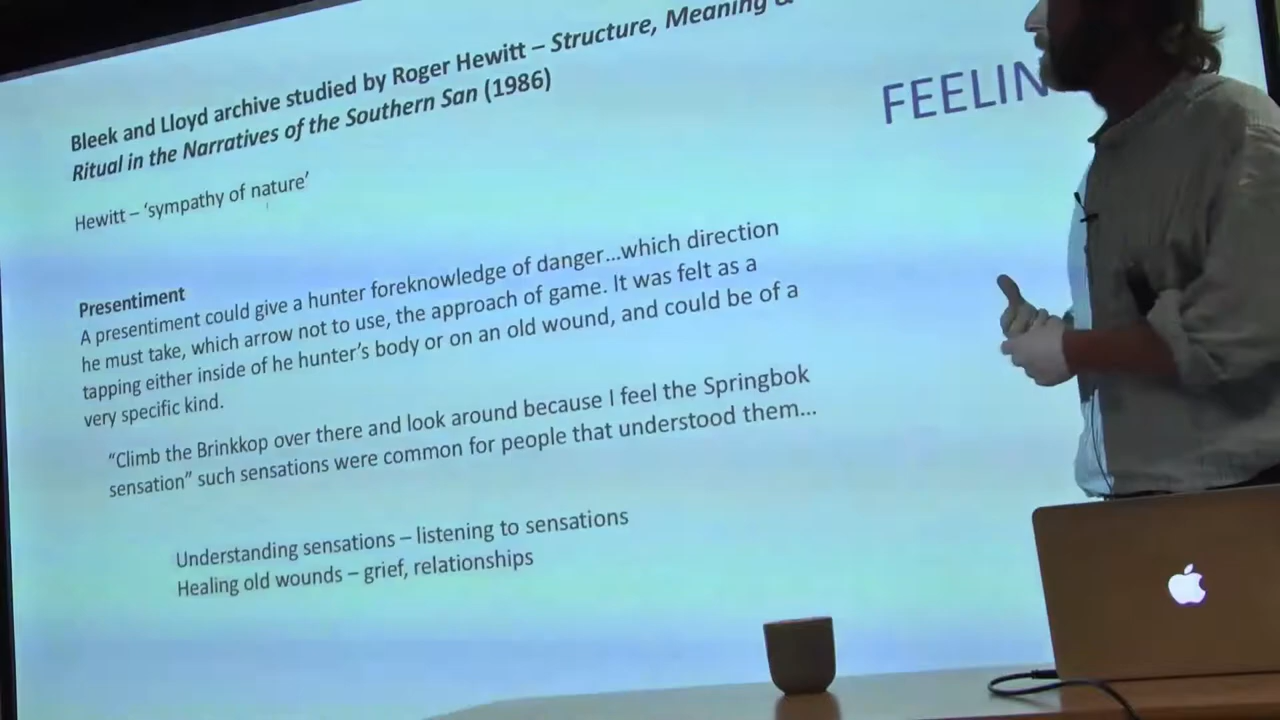 Bleek and Lloyd archive studied by Roger Hewitt – Structure, Meaning &
Ritual in the Narratives of the Southern San (1986)
FEELIN
Hewitt – ‘sympathy of nature’
Presentiment
A presentiment could give a hunter foreknowledge of danger...which direction
he must take, which arrow not to use, the approach of game. It was felt as a
tapping either inside of he hunter’s body or on an old wound, and could be of a
very specific kind.
“Climb the Brinkkop over there and look around because I feel the Springbok
sensation” such sensations were common for people that understood them...
Understanding sensations – listening to sensations
Healing old wounds – grief, relationships